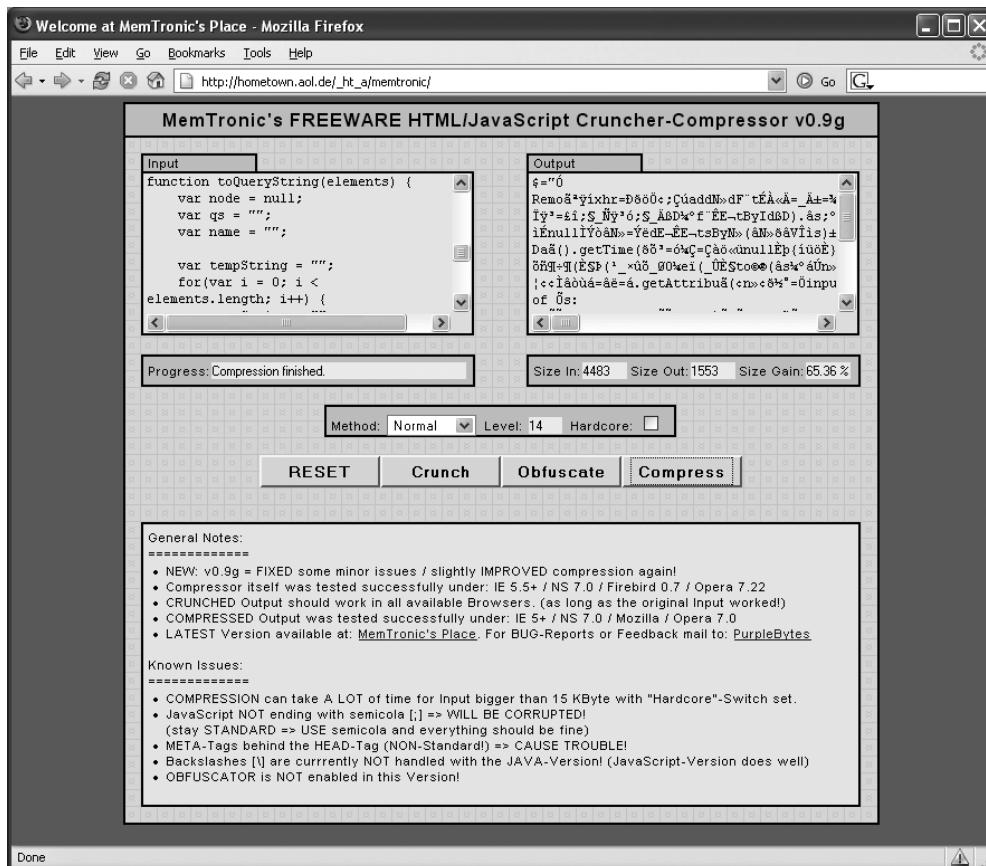 Welcome at MemTronic's Place - Mozilla Firefox
File Edit View Go Bookmarks Tools Help
http://hometown.aol.de/_ht_a/memtronic/ Go G
MemTronic's FREEWARE HTML/JavaScript Cruncher-Compressor v0.9g
Input
function toQueryString(elements) {
var node = null;
var qs = "";
var name = "";
var tempString = "";
for(var i = 0; i <
elements.length; i++) {
Output
Progress: Compression finished.
Size In: 4483 Size Out: 1553 Size Gain: 65.36 %
Method: Normal Level: 14 Hardcore:
RESET Crunch Obfuscate Compress
General Notes:
=============
• NEW: v0.9g = FIXED some minor issues / slightly IMPROVED compression again!
• Compressor itself was tested successfully under: IE 5.5+ / NS 7.0 / Firebird 0.7 / Opera 7.22
• CRUNCHED Output should work in all available Browsers. (as long as the original Input worked!)
• COMPRESSED Output was tested successfully under: IE 5+ / NS 7.0 / Mozilla / Opera 7.0
• LATEST Version available at: MemTronic's Place. For BUG-Reports or Feedback mail to: PurpleBytes
Known Issues:
=============
• COMPRESSION can take A LOT of time for Input bigger than 15 KByte with "Hardcore"-Switch set.
• JavaScript NOT ending with semicola [;] => WILL BE CORRUPTED!
(stay STANDARD => USE semicola and everything should be fine)
• META-Tags behind the HEAD-Tag (NON-Standard!) => CAUSE TROUBLE!
• Backslashes [\] are currrently NOT handled with the JAVA-Version! (JavaScript-Version does well)
• OBFUSCATOR is NOT enabled in this Version!
Done